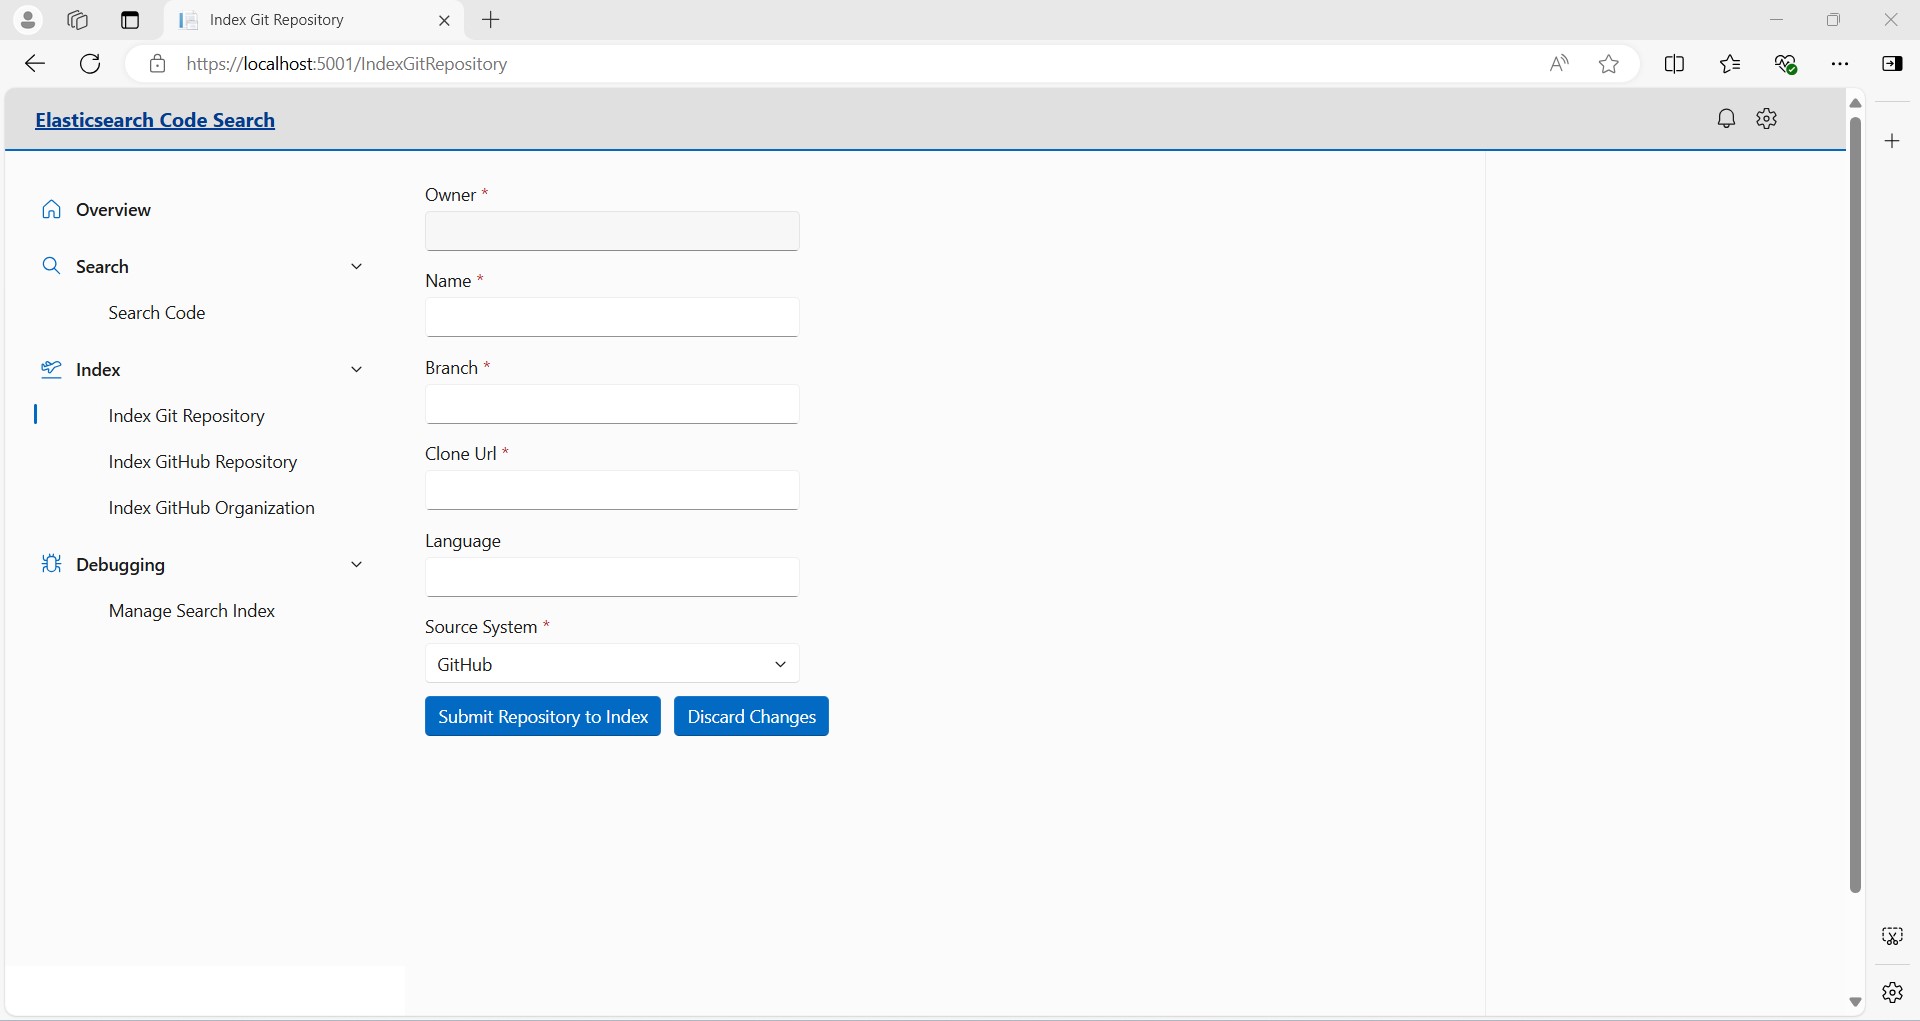 Index Git Repository
https://localhost:5001/IndexGitRepository
Elasticsearch Code Search
Overview
Search
Search Code
Index
Index Git Repository
Index GitHub Repository
Index GitHub Organization
Debugging
Manage Search Index
Owner *
Name *
Branch *
Clone Url *
Language
Source System *
GitHub
Submit Repository to Index
Discard Changes